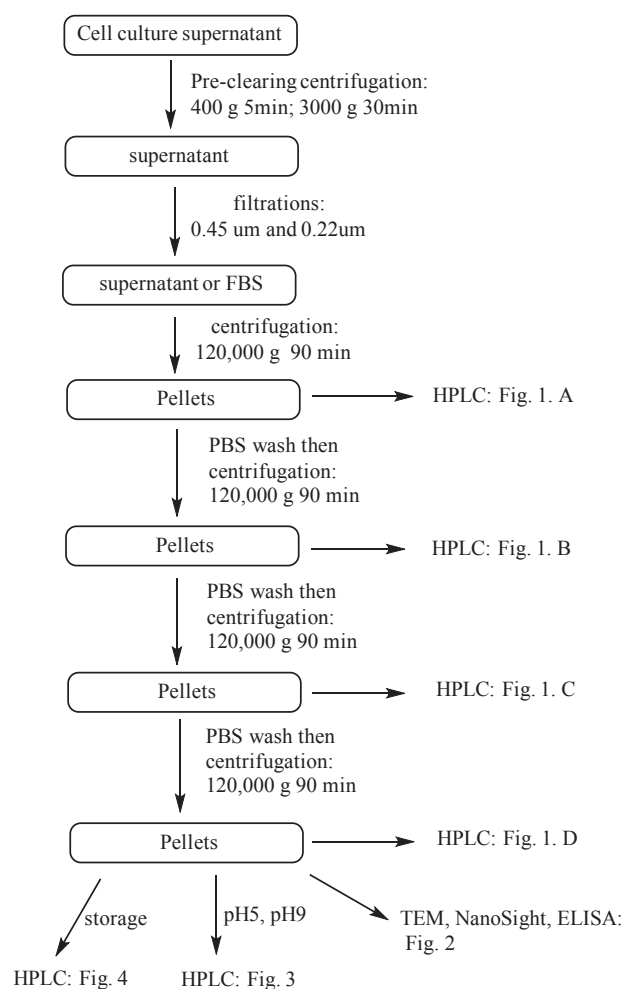 Cell culture supernatant
Pre-clearing centrifugation:
400 g 5min; 3000 g 30min
supernatant
filtrations:
0.45 um and 0.22um
supernatant or FBS
centrifugation:
120,000 g 90 min
Pellets
HPLC: Fig. 1. A
PBS wash then
centrifugation:
120,000 g 90 min
Pellets
HPLC: Fig. 1. B
PBS wash then
centrifugation:
120,000 g 90 min
Pellets
HPLC: Fig. 1. C
PBS wash then
centrifugation:
120,000 g 90 min
Pellets
HPLC: Fig. 1. D
storage
pH5, pH9
TEM, NanoSight, ELISA:
Fig. 2
HPLC: Fig. 4
HPLC: Fig. 3